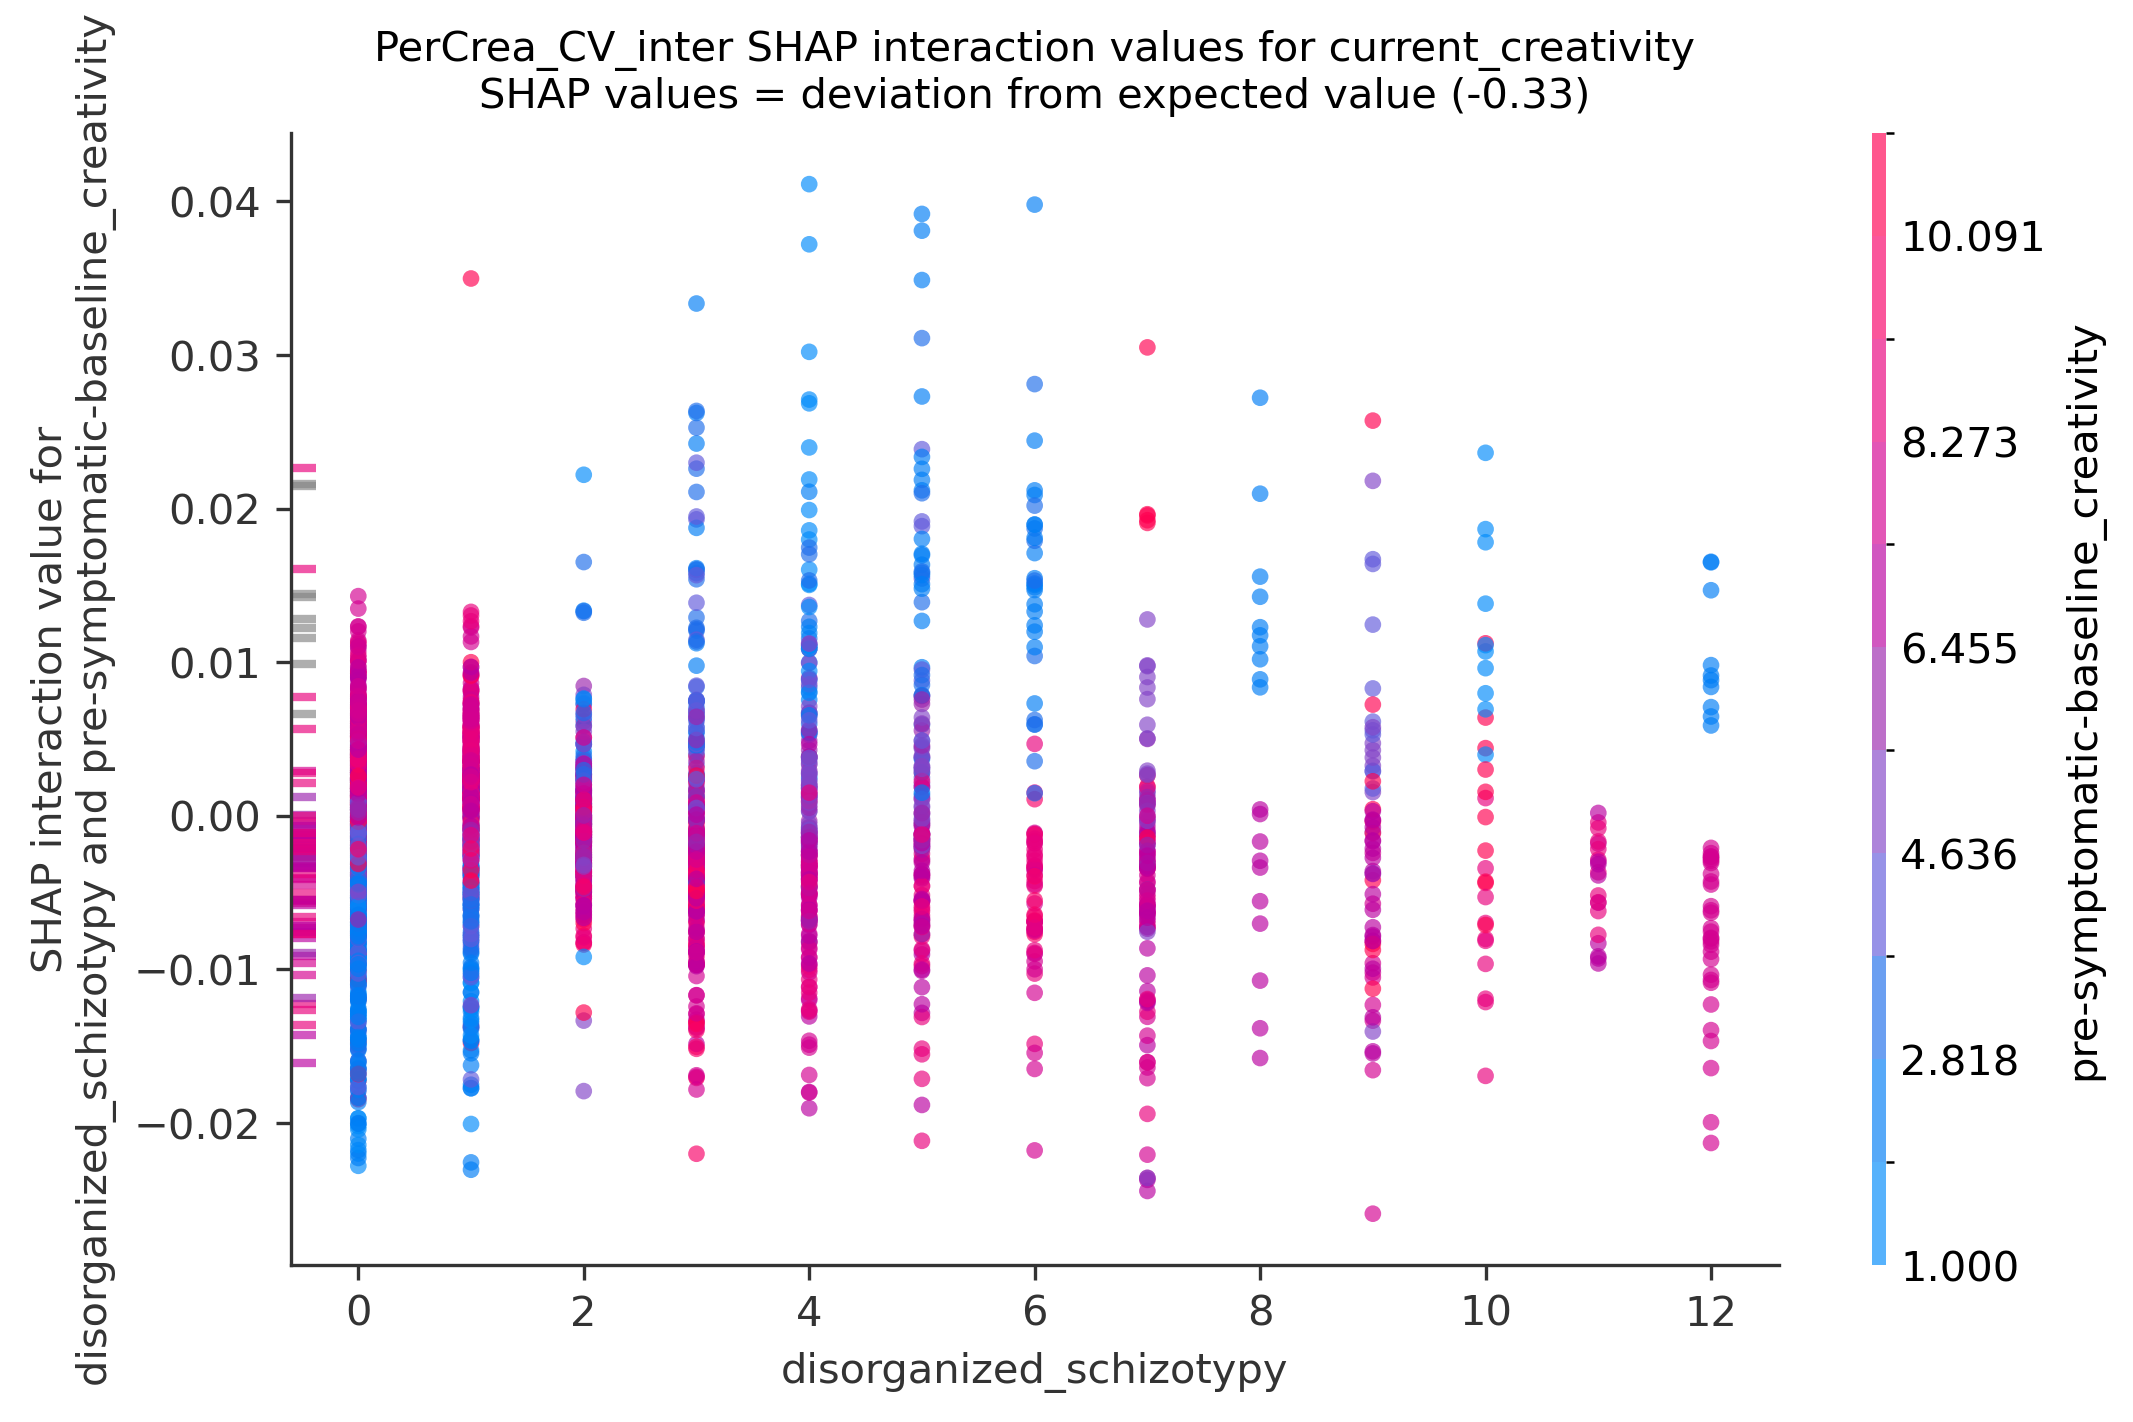 PerCrea_CV_inter SHAP interaction values for current_creativity
SHAP values = deviation from expected value (-0.33)
SHAP interaction value for
disorganized_schizotypy and pre-symptomatic-baseline_creativity
0.04
0.03
0.02
0.01
0.00
−0.01
−0.02
0 2 4 6 8 10 12
disorganized_schizotypy
10.091
8.273
6.455
4.636
2.818
1.000
pre-symptomatic-baseline_creativity